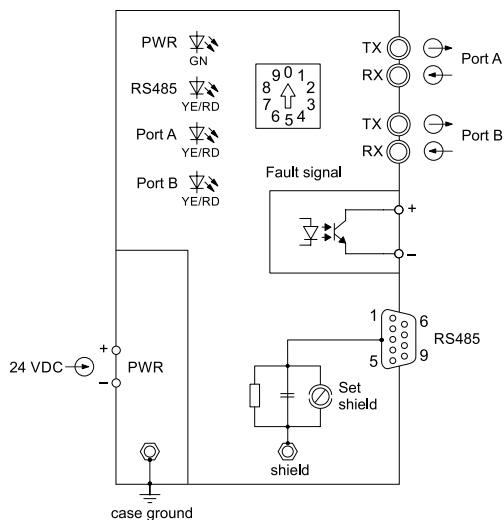 PWR
GN
RS485
YE/RD
Port A
YE/RD
Port B
YE/RD
9 0 1
8 2
7 3
6 5 4
TX
RX
Port A
TX
RX
Port B
Fault signal
+
–
1
6
5
9
RS485
24 VDC
+
–
PWR
Set
shield
shield
case ground